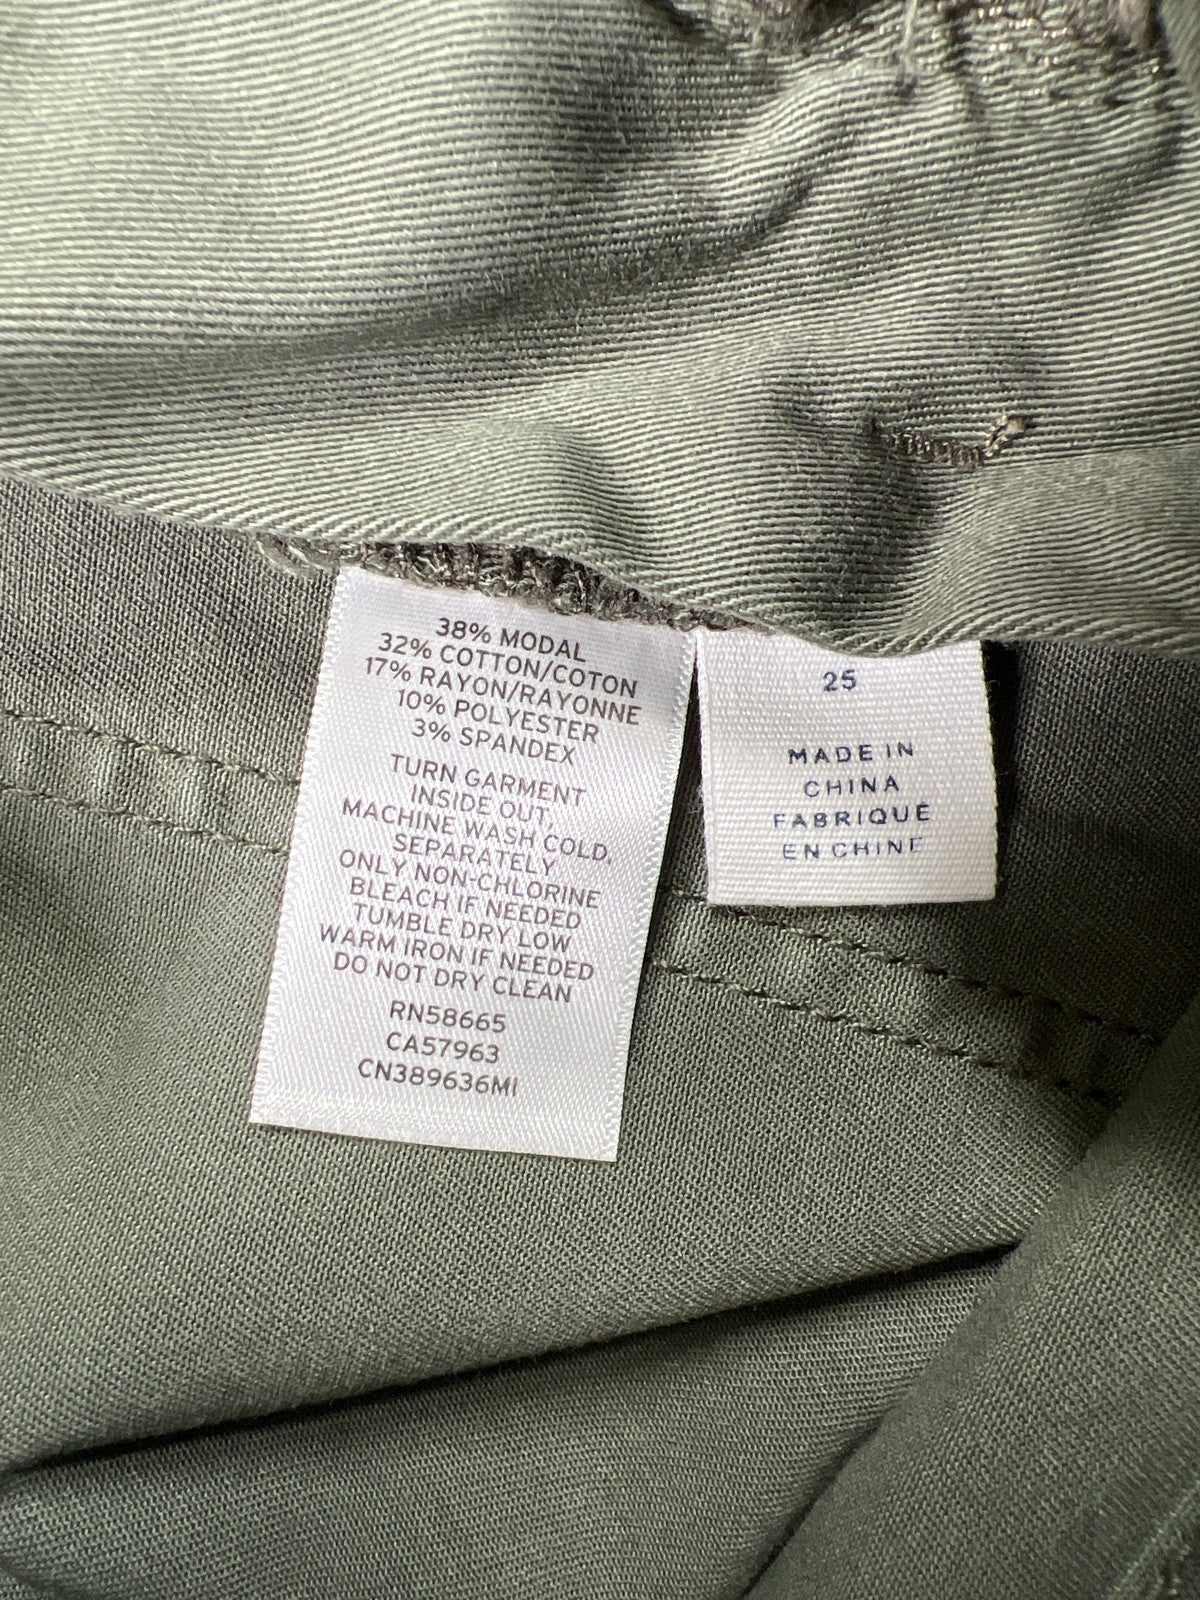 38% MODAL
32% COTTON/COTON
17% RAYON/RAYONNE
10% POLYESTER
3% SPANDEX
TURN GARMENT
INSIDE OUT,
MACHINE WASH COLD,
SEPARATELY
ONLY NON-CHLORINE
BLEACH IF NEEDED
TUMBLE DRY LOW
WARM IRON IF NEEDED
DO NOT DRY CLEAN
RN58665
CA57963
CN389636MI
25
MADE IN
CHINA
FABRIQUE
EN CHINE